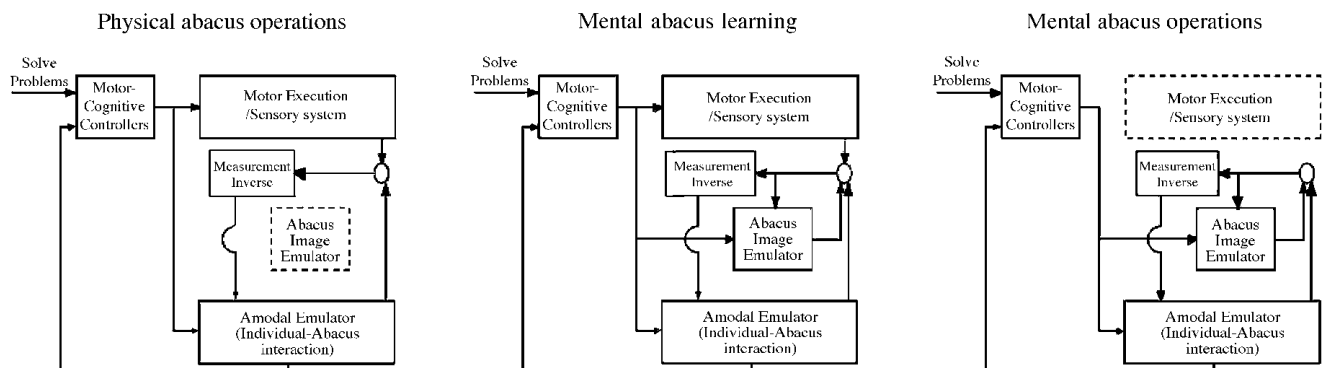 Physical abacus operations
Solve
Problems
Motor-
Cognitive
Controllers
Motor Execution
/Sensory system
Measurement
Inverse
Abacus
Image
Emulator
Amodal Emulator
(Individual-Abacus
interaction)
Mental abacus learning
Solve
Problems
Motor-
Cognitive
Controllers
Motor Execution
/Sensory system
Measurement
Inverse
Abacus
Image
Emulator
Amodal Emulator
(Individual-Abacus
interaction)
Mental abacus operations
Solve
Problems
Motor-
Cognitive
Controllers
Motor Execution
/Sensory system
Measurement
Inverse
Abacus
Image
Emulator
Amodal Emulator
(Individual-Abacus
interaction)